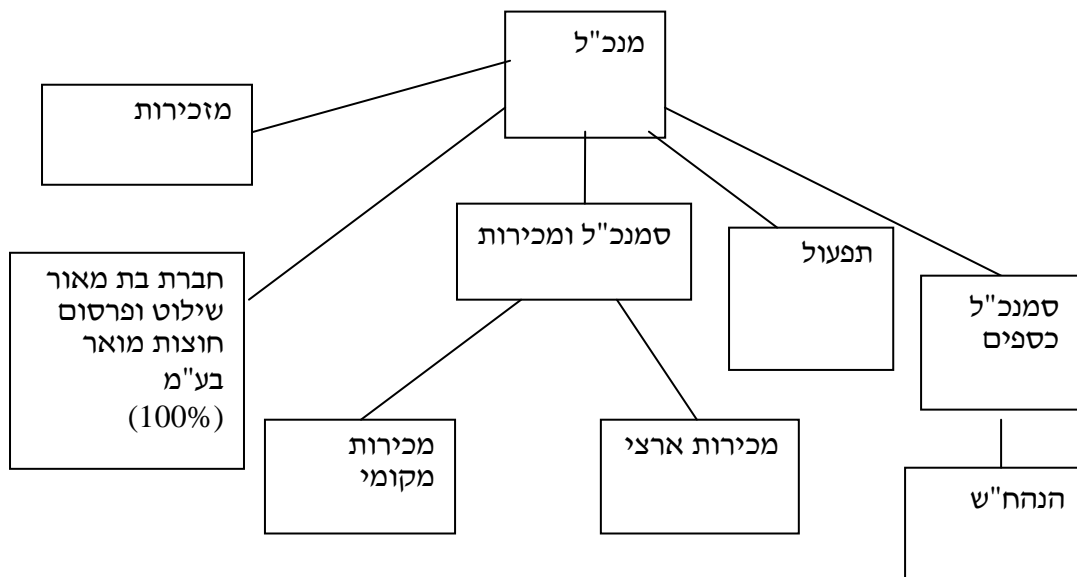 מנכ"ל
מזכירות
סמנכ"ל ומכירות
תפעול
חברת בת מאור
שילוט ופרסום
חוצות מואר
בע"מ
(100%)
סמנכ"ל
כספים
מכירות
מקומי
מכירות ארצי
הנהח"ש